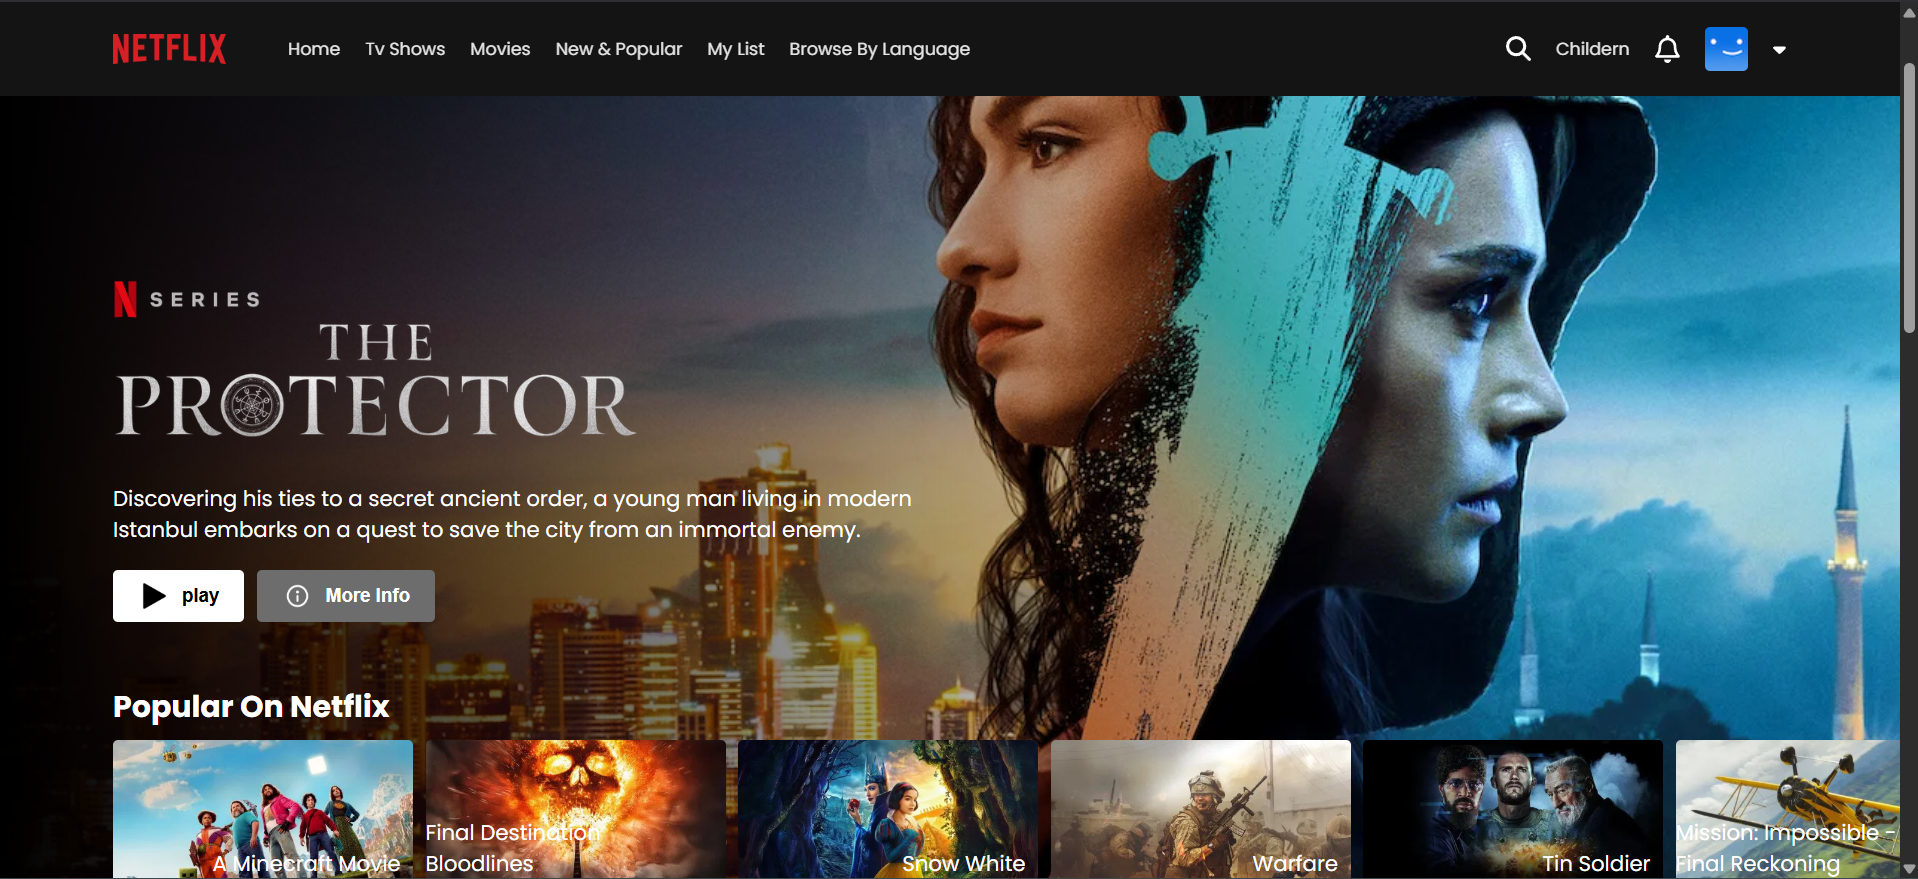 NETFLIX
Home
Tv Shows
Movies
New & Popular
My List
Browse By Language
Childern
N SERIES
THE
PROTECTOR
Discovering his ties to a secret ancient order, a young man living in modern
Istanbul embarks on a quest to save the city from an immortal enemy.
play
More Info
Popular On Netflix
A Minecraft Movie
Final Destination
Bloodlines
Snow White
Warfare
Tin Soldier
Mission: Impossible -
Final Reckoning